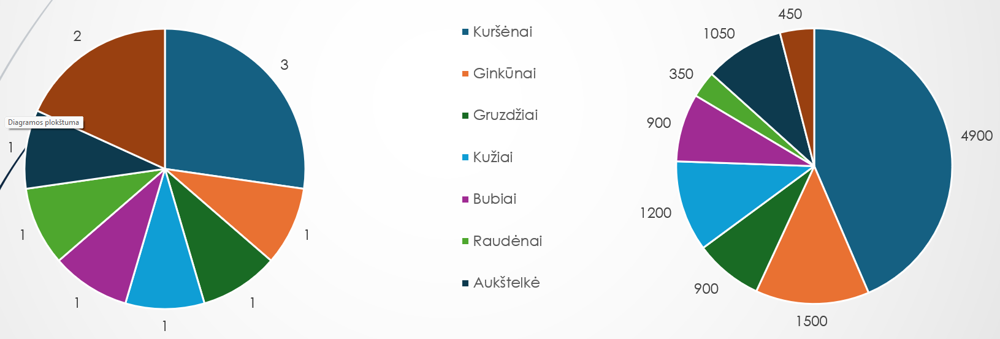 2
3
Diagramos plokštuma
1
1
1
1
1
1
Kuršėnai
Ginkūnai
Gruzdžiai
Kužiai
Bubiai
Raudėnai
Aukštelkė
450
1050
350
900
4900
1200
900
1500